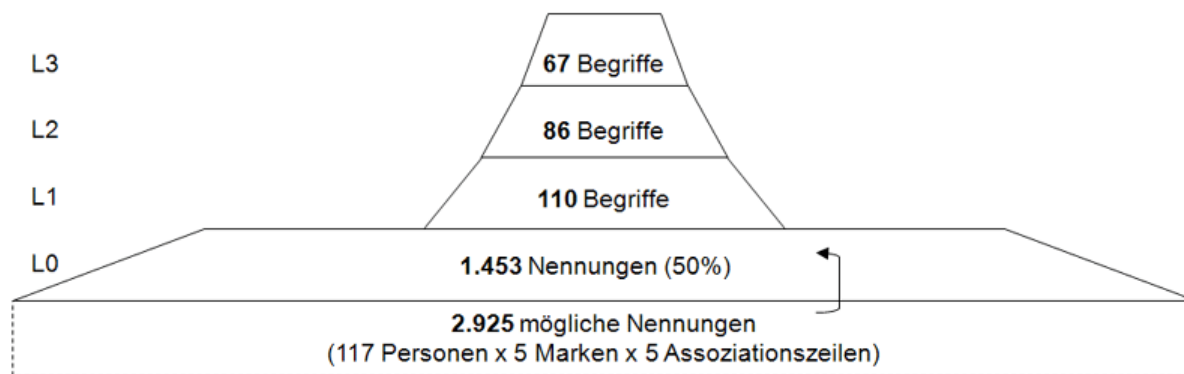 L3
67 Begriffe
L2
86 Begriffe
L1
110 Begriffe
L0
1.453 Nennungen (50%)
2.925 mögliche Nennungen
(117 Personen x 5 Marken x 5 Assoziationszeilen)